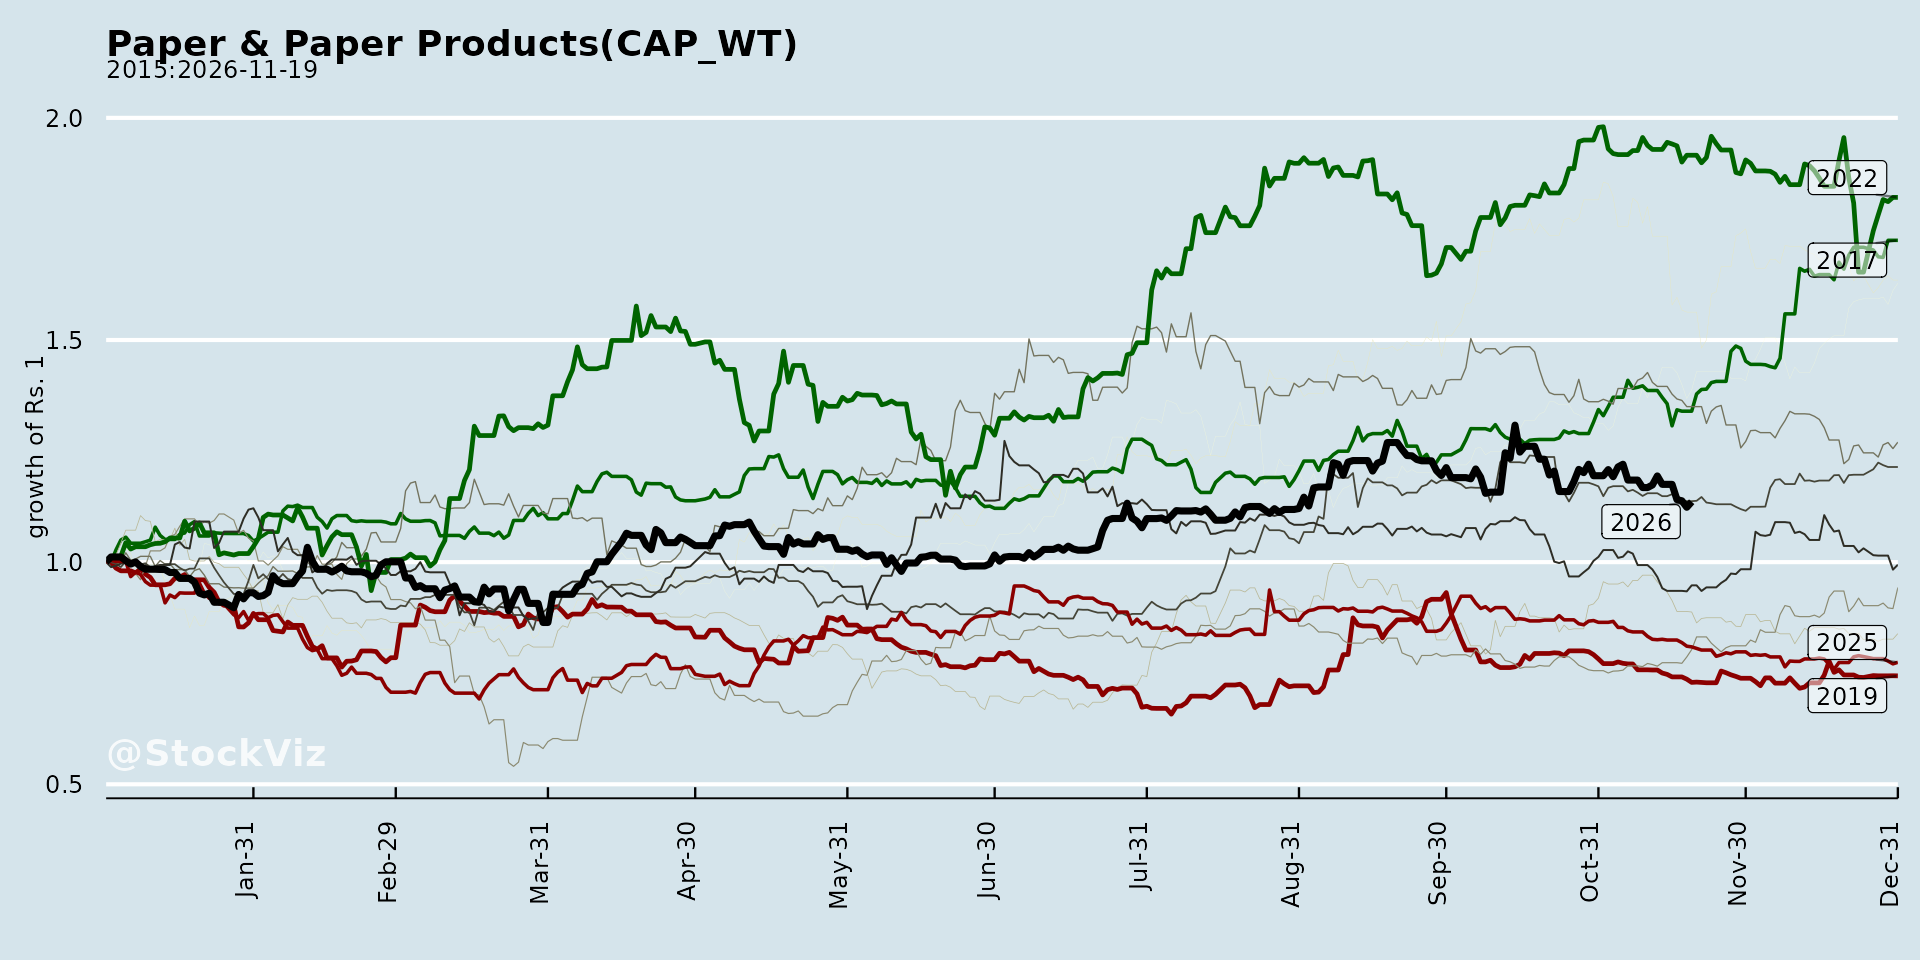 Paper & Paper Products(CAP_WT)
2015:2026-11-19
growth of Rs. 1
2.0
1.5
1.0
0.5
2022
2017
2026
2025
2019
@StockViz
Jan-31
Feb-29
Mar-31
Apr-30
May-31
Jun-30
Jul-31
Aug-31
Sep-30
Oct-31
Nov-30
Dec-31